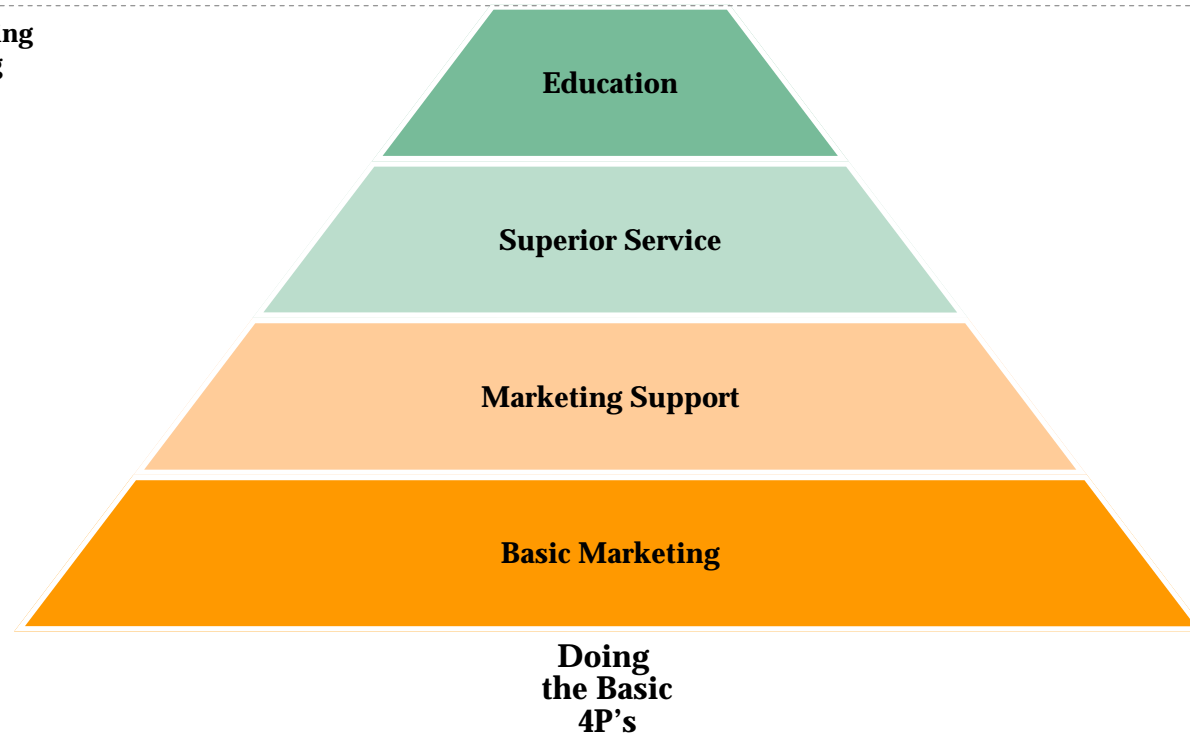 Education
Superior Service
Marketing Support
Basic Marketing
Doing
the Basic
4P’s